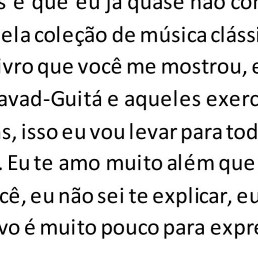 s e que eu já quase não con
ela coleção de música cláss
ivro que você me mostrou, e
avad-Guitá e aqueles exerc
s, isso eu vou levar para tod
. Eu te amo muito além que
cê, eu não sei te explicar, eu
vo é muito pouco para expre